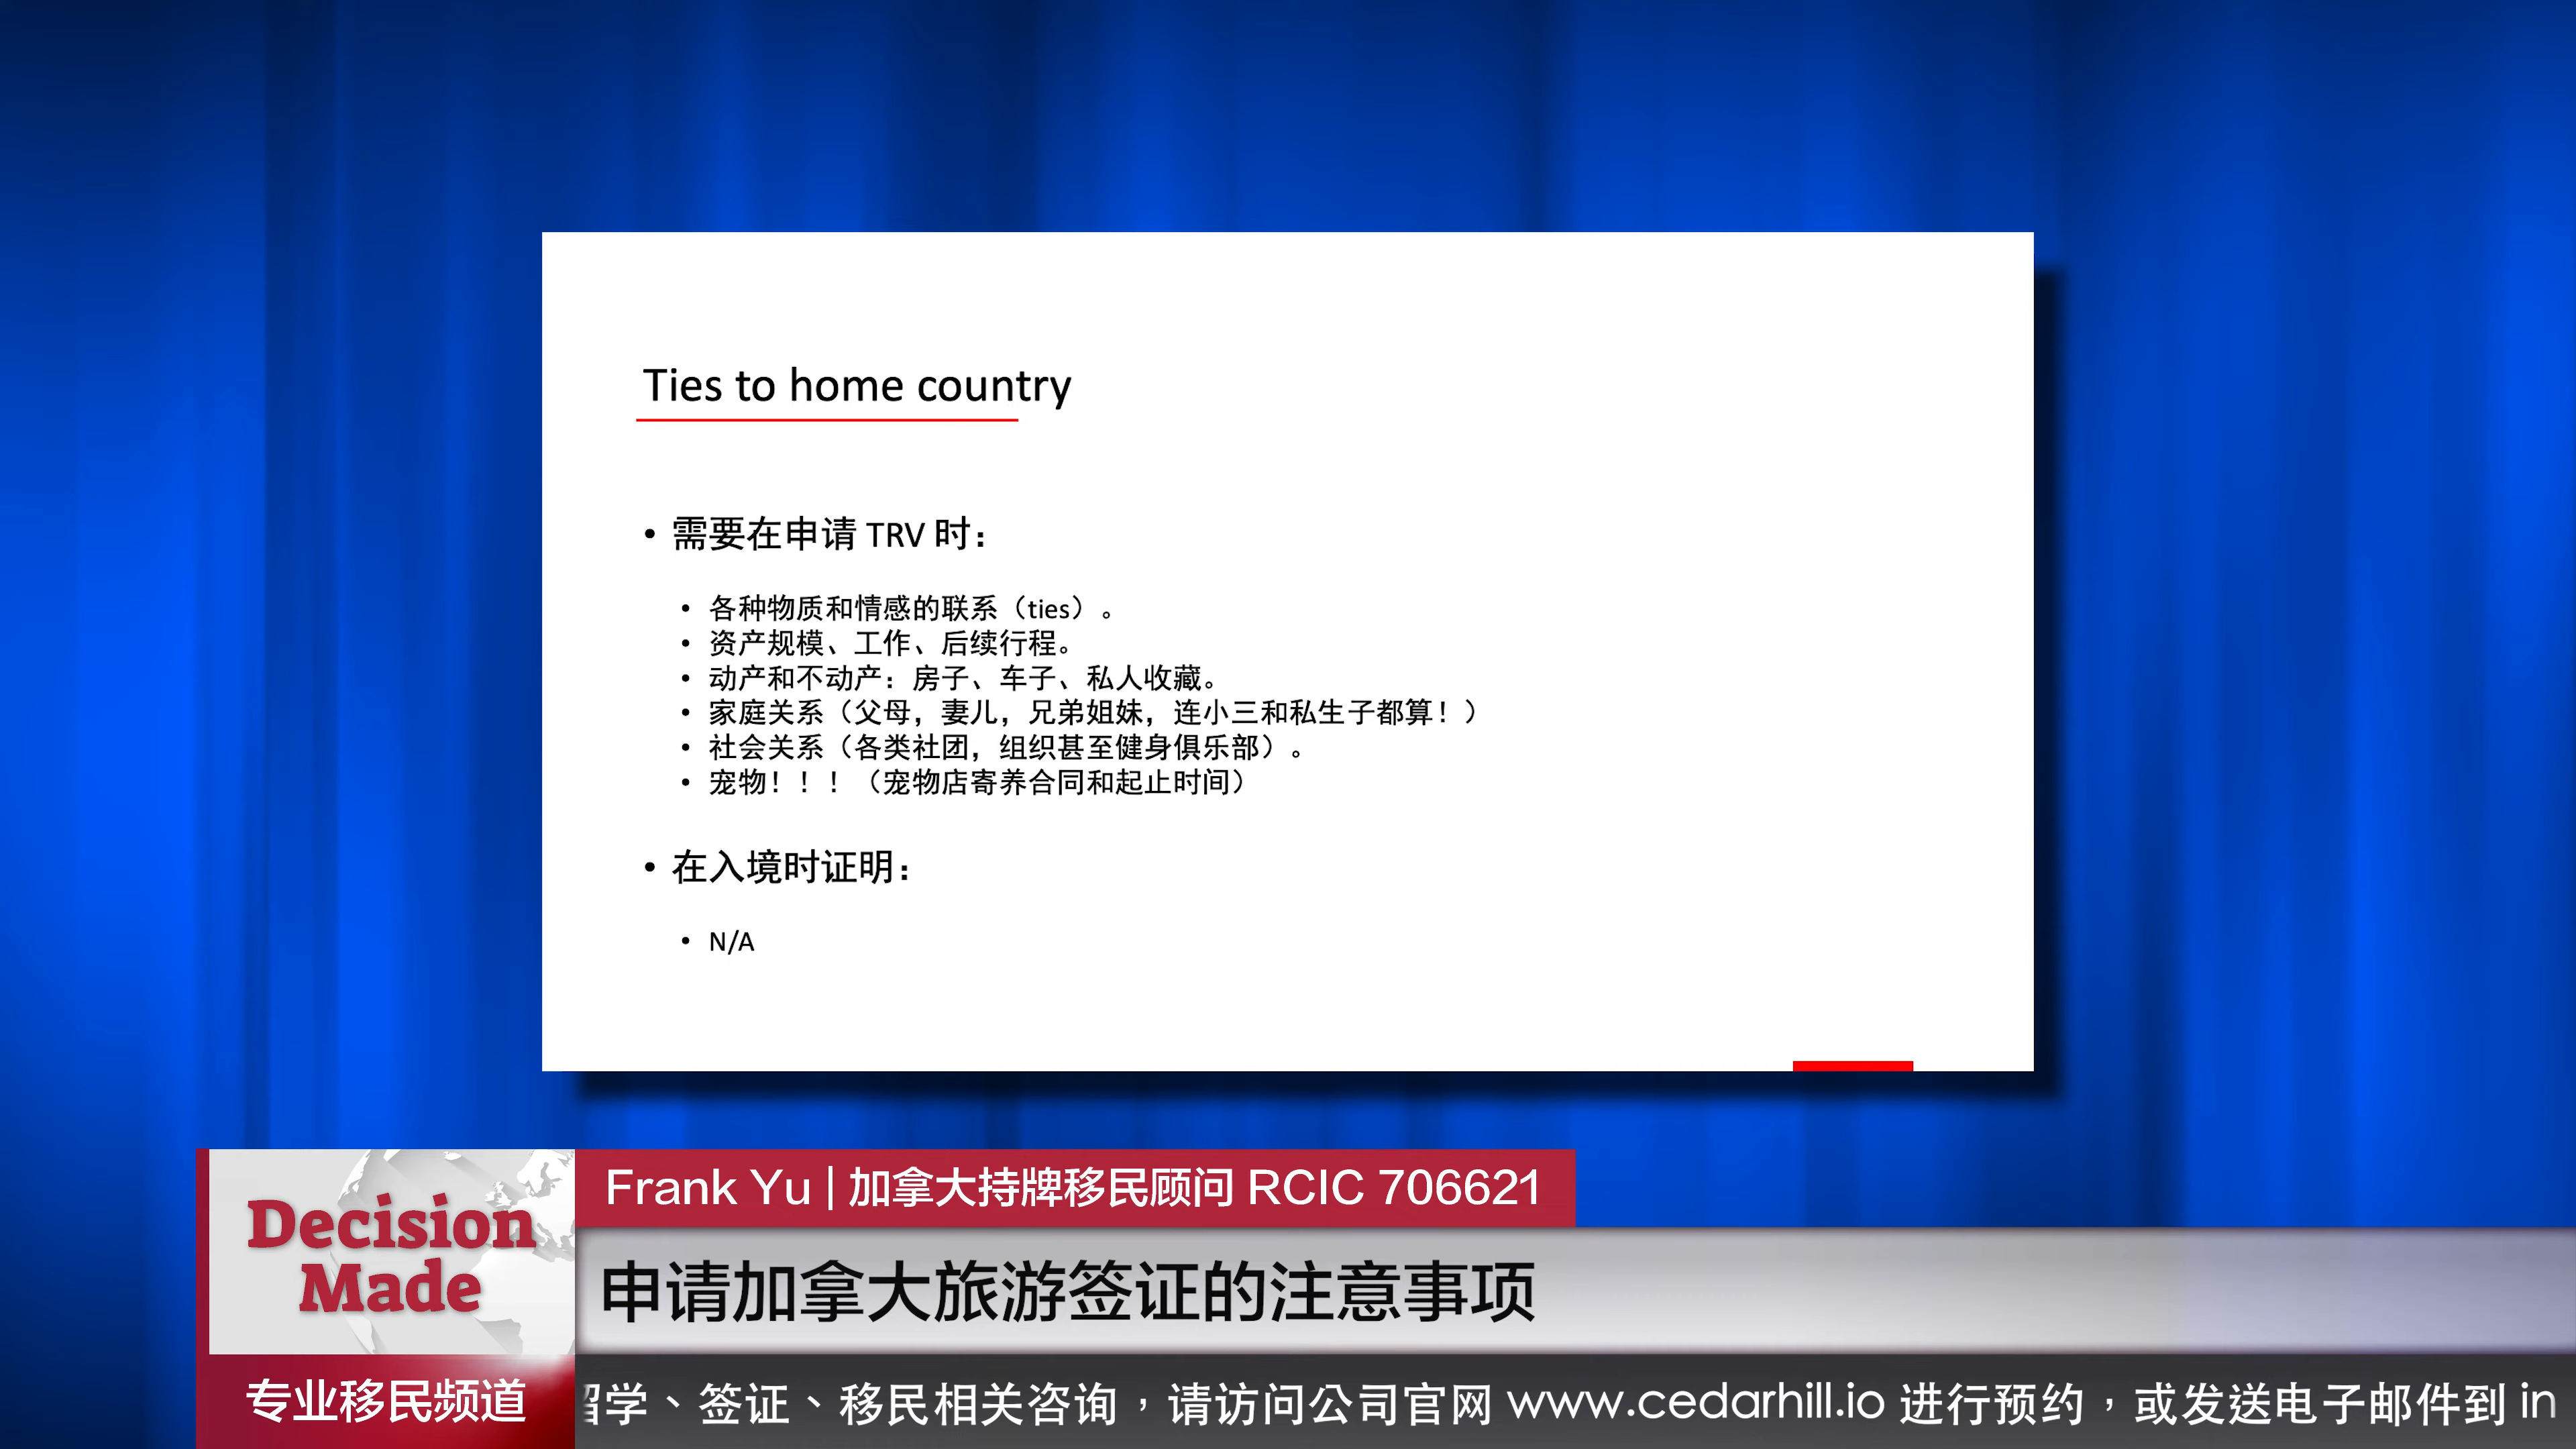 Ties to home country
• 需要在申请 TRV 时：
• 各种物质和情感的联系（ties）。
• 资产规模、工作、后续行程。
• 动产和不动产：房子、车子、私人收藏。
• 家庭关系（父母，妻儿，兄弟姐妹，连小三和私生子都算！）
• 社会关系（各类社团，组织甚至健身俱乐部）。
• 宠物！！！（宠物店寄养合同和起止时间）
• 在入境时证明：
• N/A
Frank Yu | 加拿大持牌移民顾问 RCIC 706621
Decision
Made
申请加拿大旅游签证的注意事项
专业移民频道
留学、签证、移民相关咨询，请访问公司官网 www.cedarhill.io 进行预约，或发送电子邮件到 in